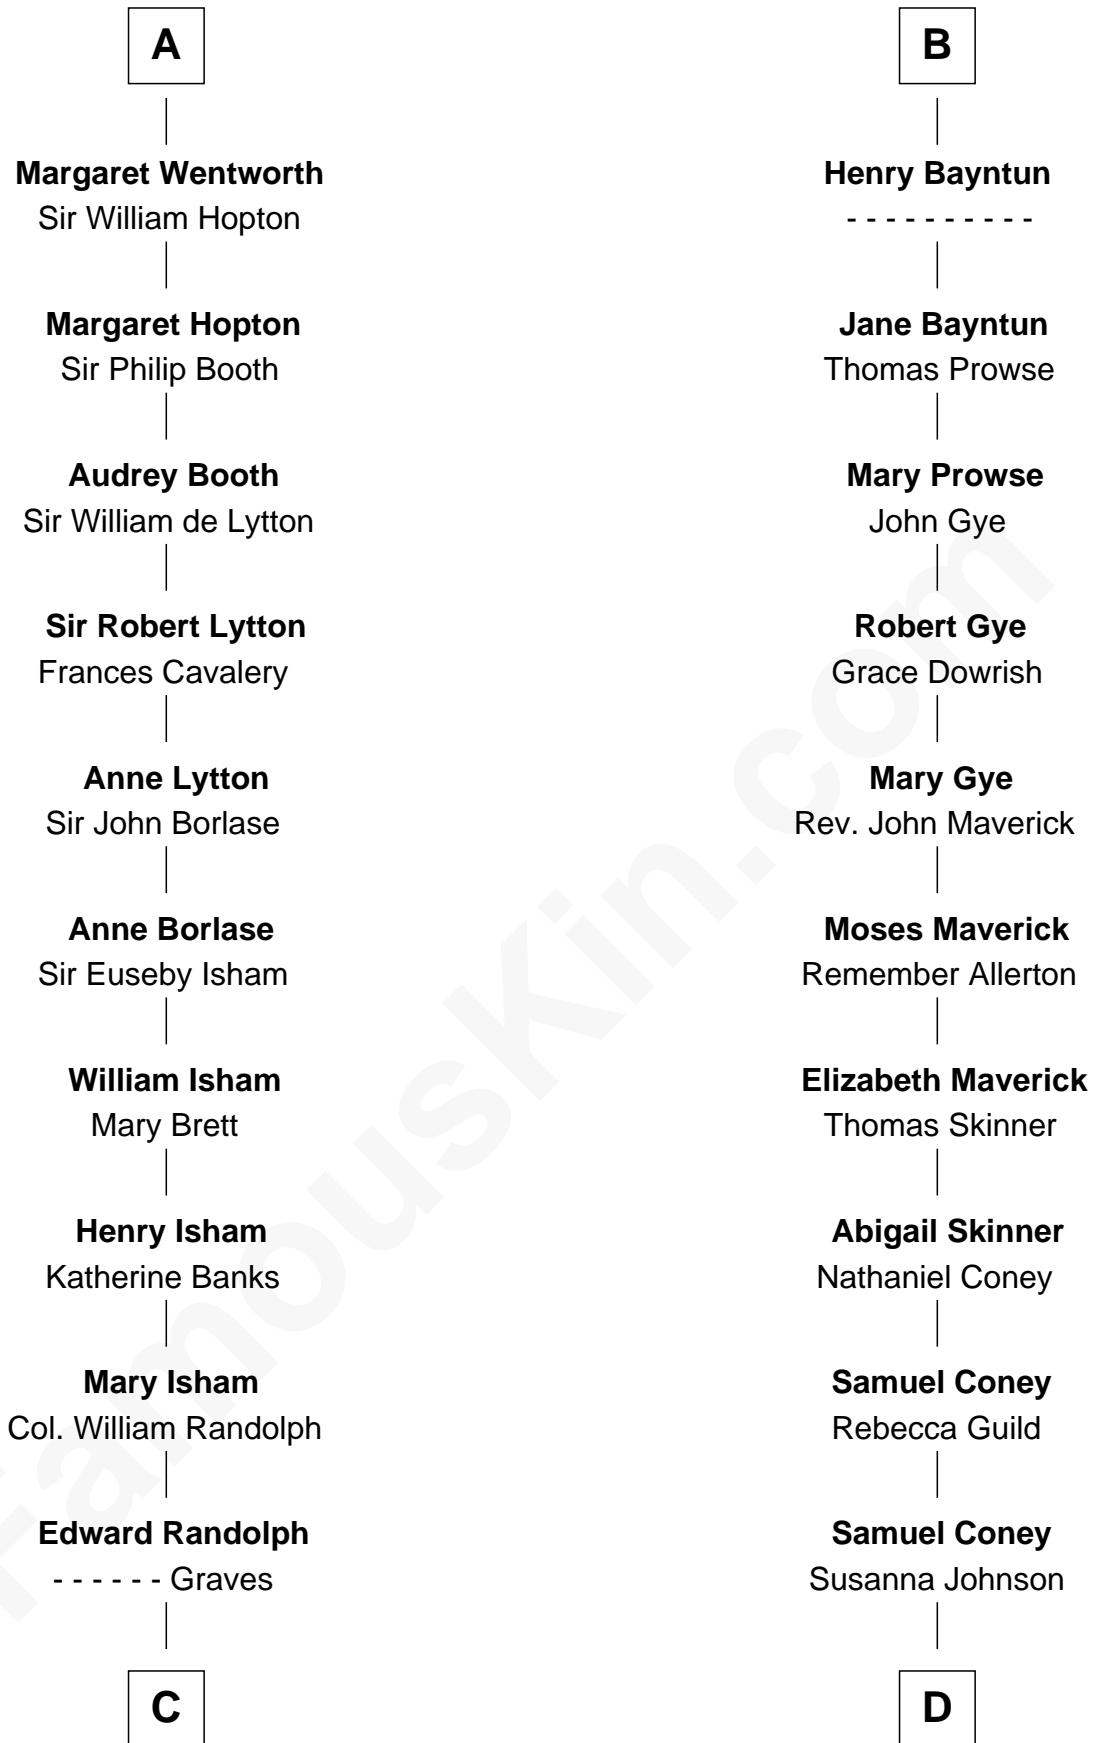 A
Margaret Wentworth
Sir William Hopton
Margaret Hopton
Sir Philip Booth
Audrey Booth
Sir William de Lytton
Sir Robert Lytton
Frances Cavalery
Anne Lytton
Sir John Borlase
Anne Borlase
Sir Euseby Isham
William Isham
Mary Brett
Henry Isham
Katherine Banks
Mary Isham
Col. William Randolph
Edward Randolph
- - - - - - Graves
C
B
Henry Bayntun
- - - - - - - - - -
Jane Bayntun
Thomas Prowse
Mary Prowse
John Gye
Robert Gye
Grace Dowrish
Mary Gye
Rev. John Maverick
Moses Maverick
Remember Allerton
Elizabeth Maverick
Thomas Skinner
Abigail Skinner
Nathaniel Coney
Samuel Coney
Rebecca Guild
Samuel Coney
Susanna Johnson
D
FamousKin.com